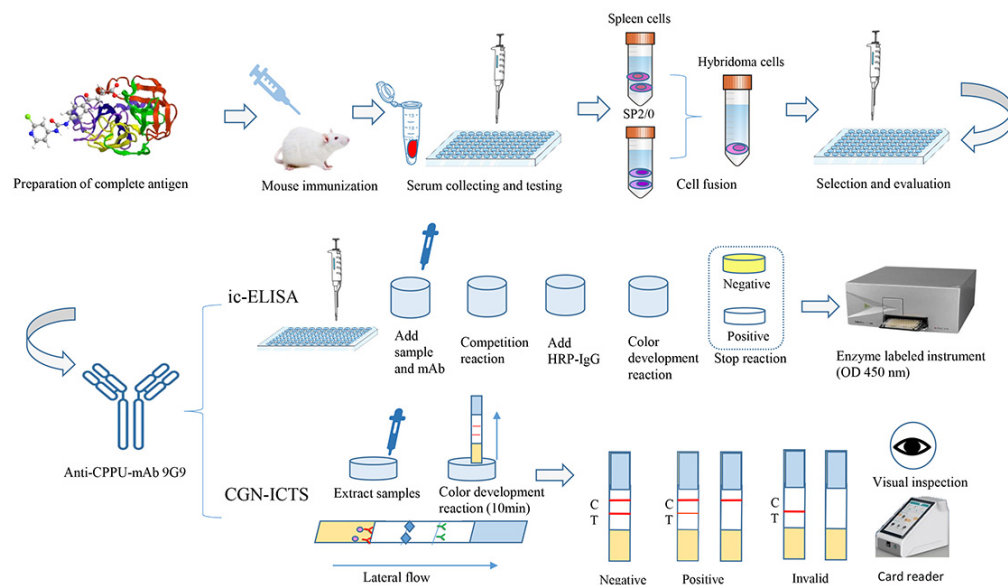 Spleen cells
Hybridoma cells
SP2/0
Cell fusion
Preparation of complete antigen
Mouse immunization
Serum collecting and testing
Selection and evaluation
ic-ELISA
Add
sample
and mAb
Competition
reaction
Add
HRP-IgG
Color
development
reaction
Negative
Positive
Stop reaction
Enzyme labeled instrument
(OD 450 nm)
Anti-CPPU-mAb 9G9
CGN-ICTS
Extract samples
Color development
reaction (10min)
Lateral flow
C
T
C
T
C
T
Negative
Positive
Invalid
Visual inspection
Card reader